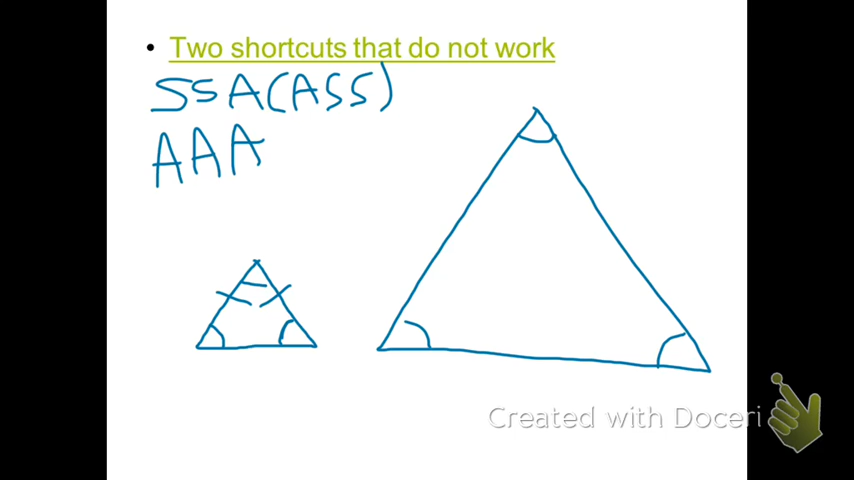 • Two shortcuts that do not work
SSA(ASS)
AAA
Created with Doceri